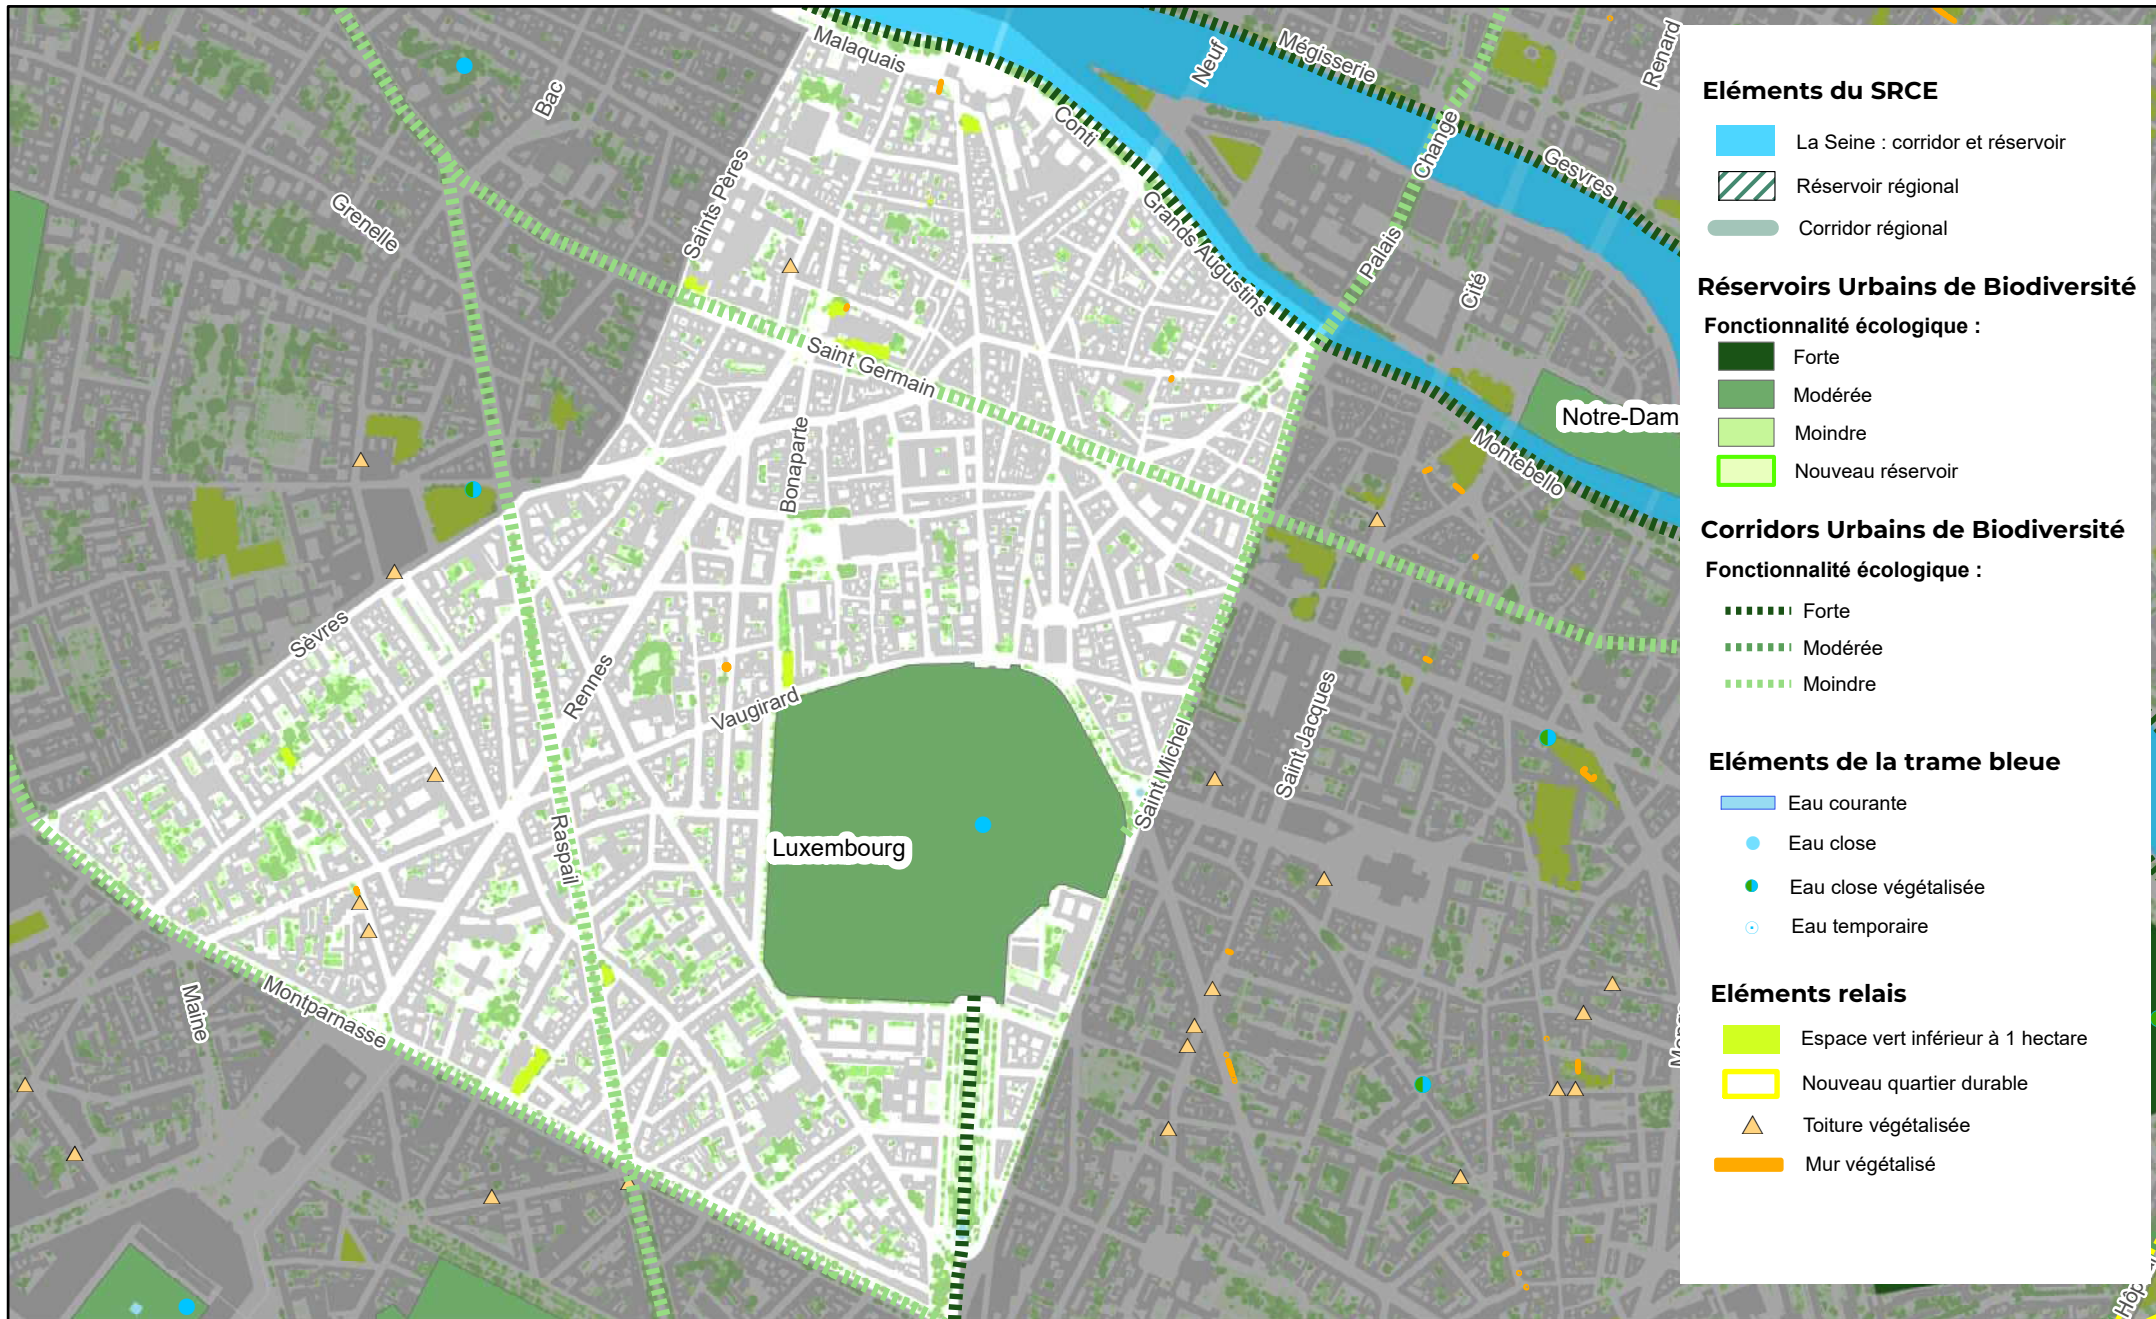 Malaquais
Bac
Neuf
Mégisserie
Renard
Conti
Change
Gesvres
Saints Pères
Grenelle
Grands Augustins
Palais
Cité
Saint Germain
Bonaparte
Notre-Dam
Montebello
Sèvres
Rennes
Vaugirard
Saint Jacques
Saint Michel
Raspail
Luxembourg
Maine
Montparnasse
Eléments du SRCE
La Seine : corridor et réservoir
Réservoir régional
Corridor régional
Réservoirs Urbains de Biodiversité
Fonctionnalité écologique :
Forte
Modérée
Moindre
Nouveau réservoir
Corridors Urbains de Biodiversité
Fonctionnalité écologique :
Forte
Modérée
Moindre
Eléments de la trame bleue
Eau courante
Eau close
Eau close végétalisée
Eau temporaire
Eléments relais
Espace vert inférieur à 1 hectare
Nouveau quartier durable
Toiture végétalisée
Mur végétalisé